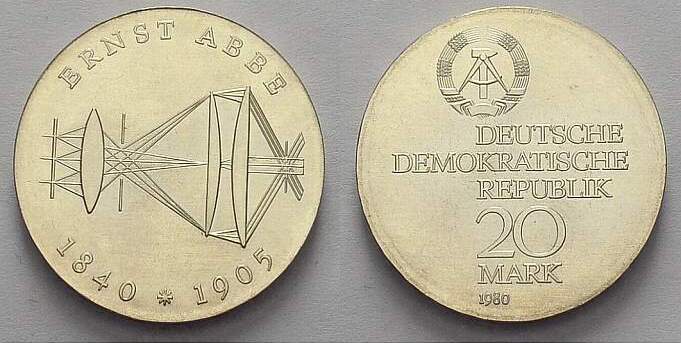 ERNST ABBE
1840 * 1905
DEUTSCHE
DEMOKRATISCHE
REPUBLIK
20
MARK
1980